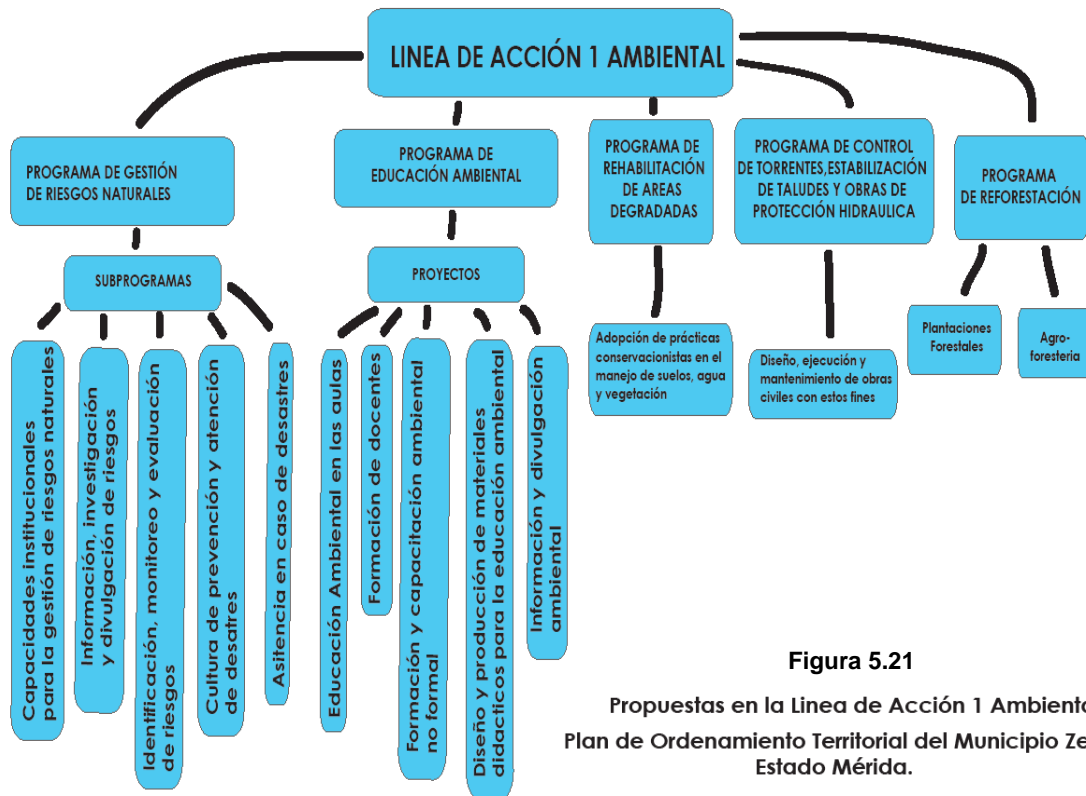 LINEA DE ACCIÓN 1 AMBIENTAL
PROGRAMA DE GESTIÓN
DE RIESGOS NATURALES
PROGRAMA DE
EDUCACIÓN AMBIENTAL
PROGRAMA DE
REHABILITACIÓN
DE AREAS
DEGRADADAS
PROGRAMA DE CONTROL
DE TORRENTES,ESTABILIZACIÓN
DE TALUDES Y OBRAS DE
PROTECCIÓN HIDRAULICA
PROGRAMA
DE REFORESTACIÓN
SUBPROGRAMAS
PROYECTOS
Adopción de prácticas
conservacionistas en el
manejo de suelos, agua
y vegetación
Diseño, ejecución y
mantenimiento de obras
civiles con estos fines
Plantaciones
Forestales
Agro-
foresteria
Capacidades institucionales
para la gestión de riesgos naturales
Información, investigación
y divulgación de riesgos
Identificación, monitoreo y evaluación
de riesgos
Cultura de prevención y atención
de desatres
Asitencia en caso de desastres
Educación Ambiental en las aulas
Formación de docentes
Formación y capacitación ambiental
no formal
Diseño y producción de materiales
didacticos para la educación ambiental
Información y divulgación
ambiental
Figura 5.21
Propuestas en la Linea de Acción 1 Ambient
Plan de Ordenamiento Territorial del Municipio Ze
Estado Mérida.